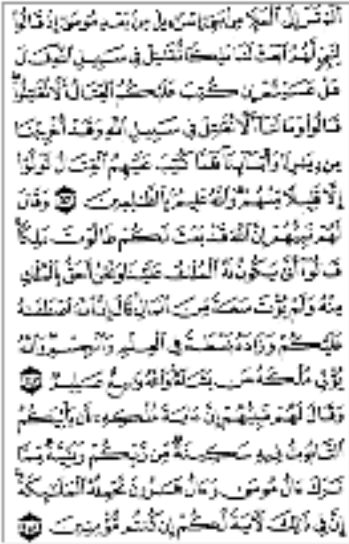 ألم تر إلى الملإ من بني إسرائيل من بعد موسى إذ قالوا
لنبي لهم ابعث لنا ملكا نقاتل في سبيل الله قال
هل عسيتم إن كتب عليكم القتال ألا تقاتلوا
قالوا وما لنا ألا نقاتل في سبيل الله وقد أخرجنا
من ديارنا وأبنائنا فلما كتب عليهم القتال تولوا
إلا قليلا منهم والله عليم بالظالمين ٢٤٦ وقال
لهم نبيهم إن الله قد بعث لكم طالوت ملكا
قالوا أنى يكون له الملك علينا ونحن أحق بالملك
منه ولم يؤت سعة من المال قال إن الله اصطفاه
عليكم وزاده بسطة في العلم والجسم والله
يؤتي ملكه من يشاء والله واسع عليم ٢٤٧
وقال لهم نبيهم إن آية ملكه أن يأتيكم
التابوت فيه سكينة من ربكم وبقية مما
ترك آل موسى وآل هارون تحمله الملائكة
إن في ذلك لآية لكم إن كنتم مؤمنين ٢٤٨